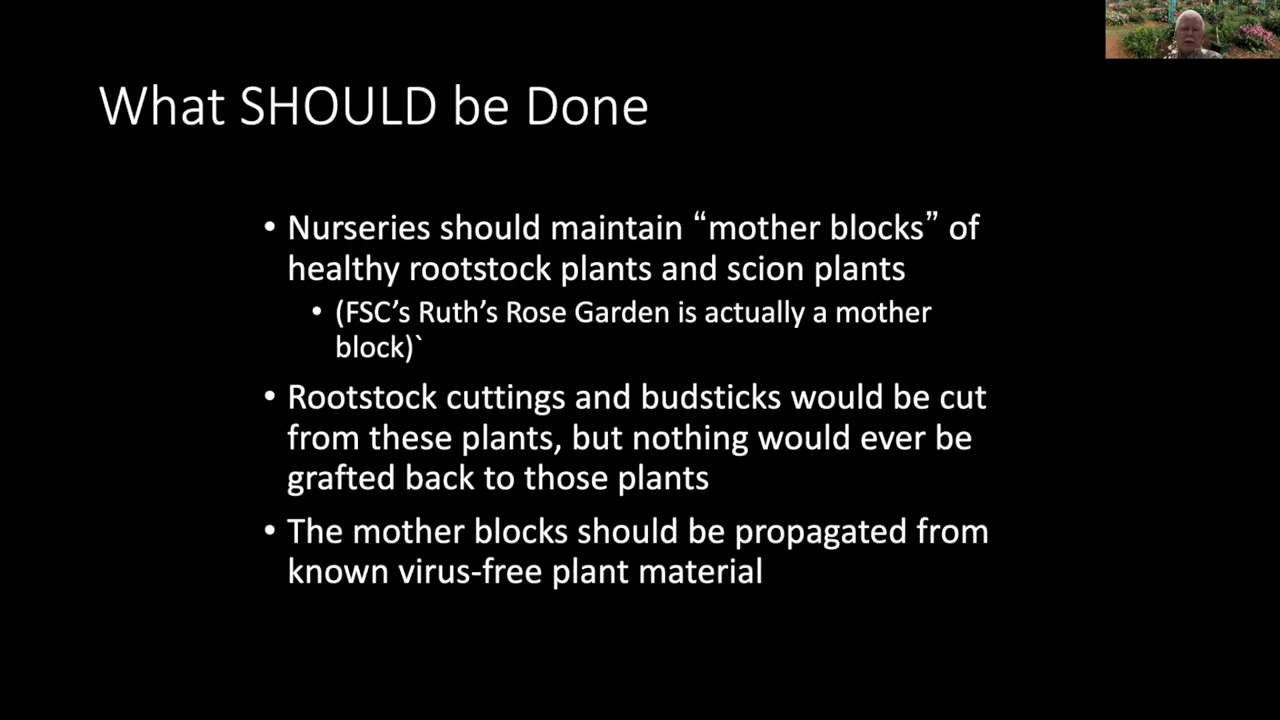 What SHOULD be Done
• Nurseries should maintain “mother blocks” of
healthy rootstock plants and scion plants
• (FSC’s Ruth’s Rose Garden is actually a mother
block)`
• Rootstock cuttings and budsticks would be cut
from these plants, but nothing would ever be
grafted back to those plants
• The mother blocks should be propagated from
known virus-free plant material